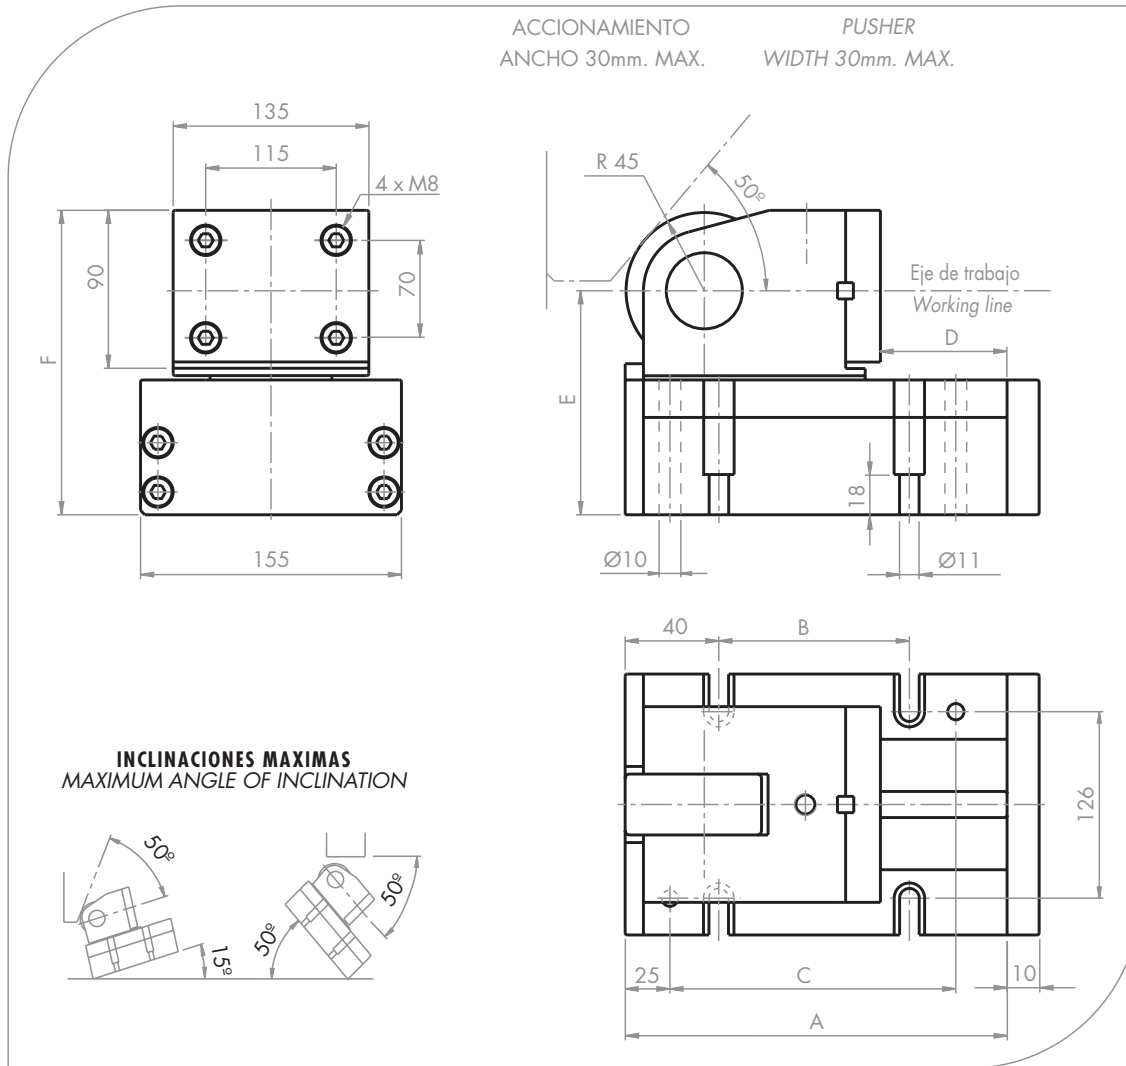 ACCIONAMIENTO
ANCHO 30mm. MAX.
PUSHER
WIDTH 30mm. MAX.
135
115
4 x M8
90
70
F
155
R 45
50º
Eje de trabajo
Working line
D
E
18
Ø10
Ø11
40
B
126
25
C
10
A
INCLINACIONES MAXIMAS
MAXIMUM ANGLE OF INCLINATION
50º
15º
50º
50º